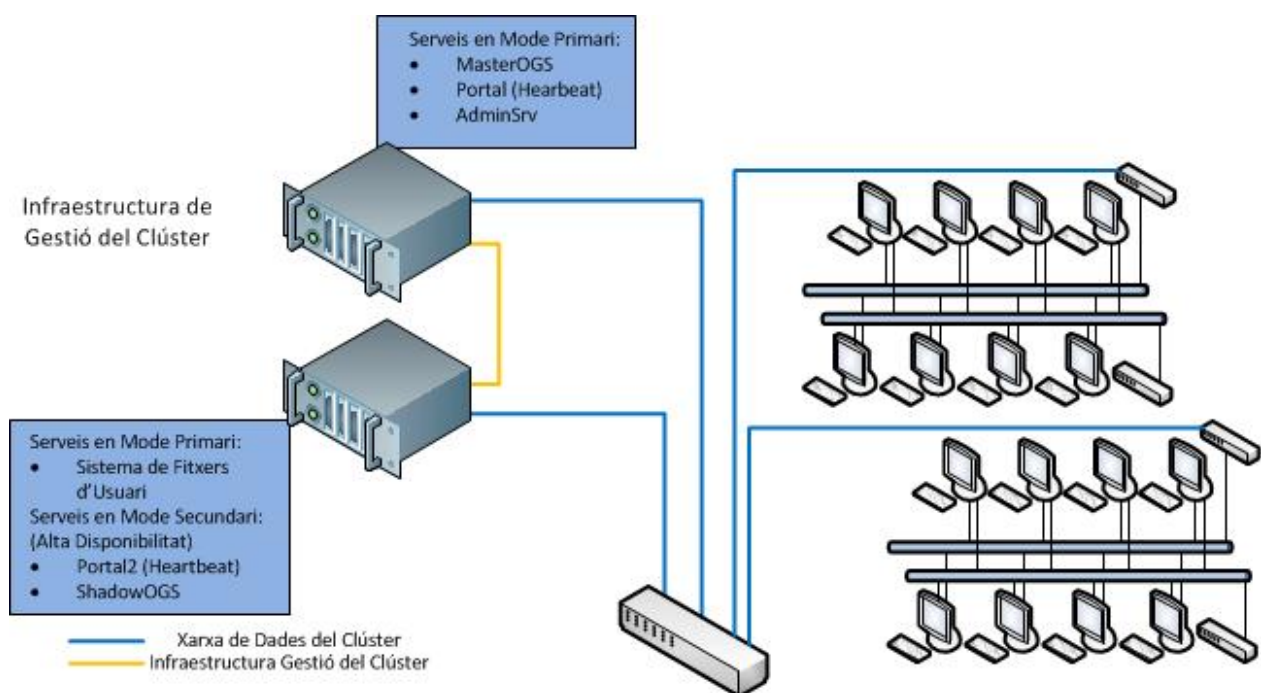 Serveis en Mode Primari:
• MasterOGS
• Portal (Hearbeat)
• AdminSrv
Infraestructura de
Gestió del Clúster
Serveis en Mode Primari:
• Sistema de Fitxers
d'Usuari
Serveis en Mode Secundari:
(Alta Disponibilitat)
• Portal2 (Heartbeat)
• ShadowOGS
Xarxa de Dades del Clúster
Infraestructura Gestió del Clúster